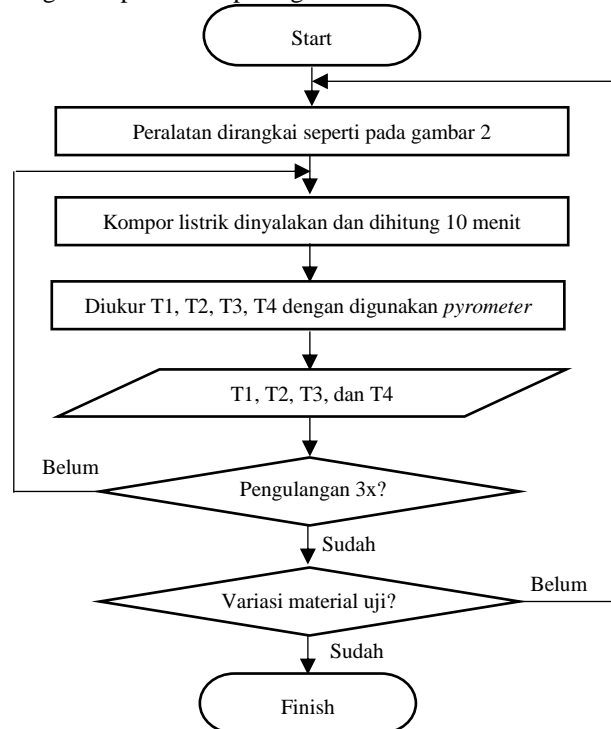 Start
Peralatan dirangkai seperti pada gambar 2
Kompor listrik dinyalakan dan dihitung 10 menit
Diukur T1, T2, T3, T4 dengan digunakan pyrometer
T1, T2, T3, dan T4
Belum
Pengulangan 3x?
Sudah
Variasi material uji?
Belum
Sudah
Finish